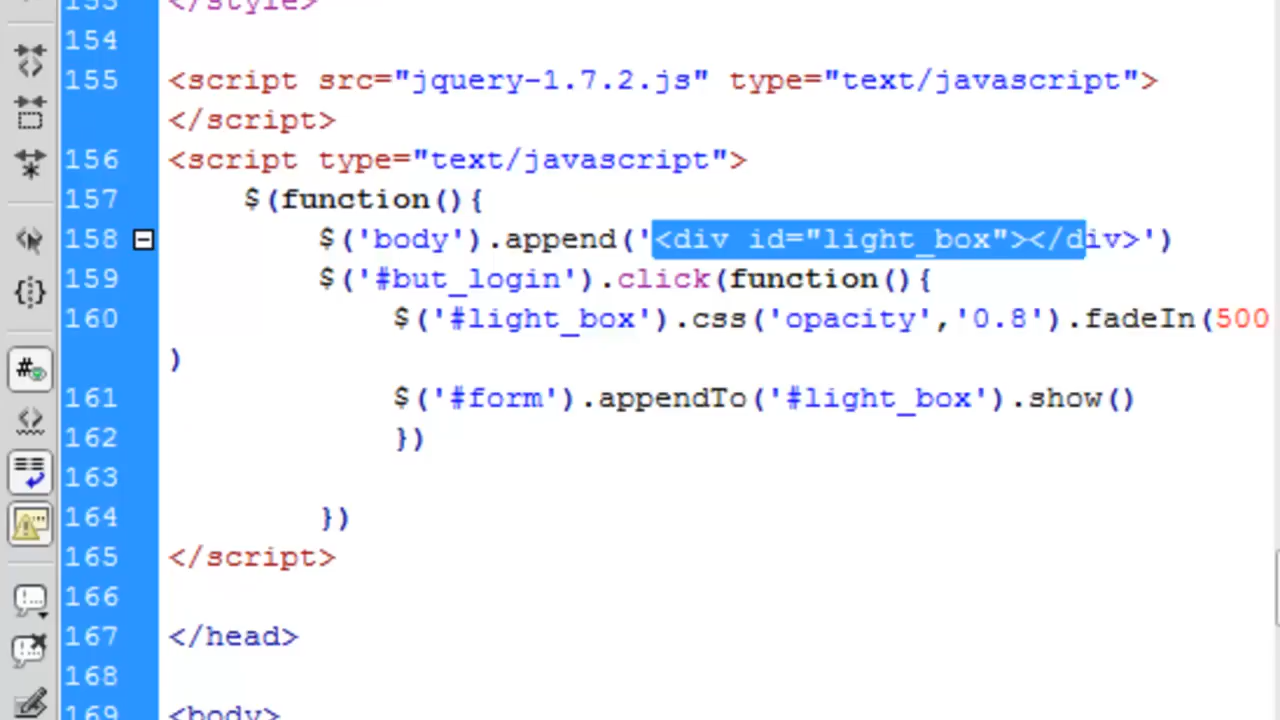 153 </style>
154
155 <script src="jquery-1.7.2.js" type="text/javascript">
</script>
156 <script type="text/javascript">
157 $(function(){
158 $('body').append('<div id="light_box"></div>')
159 $('#but_login').click(function(){
160 $('#light_box').css('opacity','0.8').fadeIn(500
)
161 $('#form').appendTo('#light_box').show()
162 })
163
164 })
165 </script>
166
167 </head>
168
169 <body>